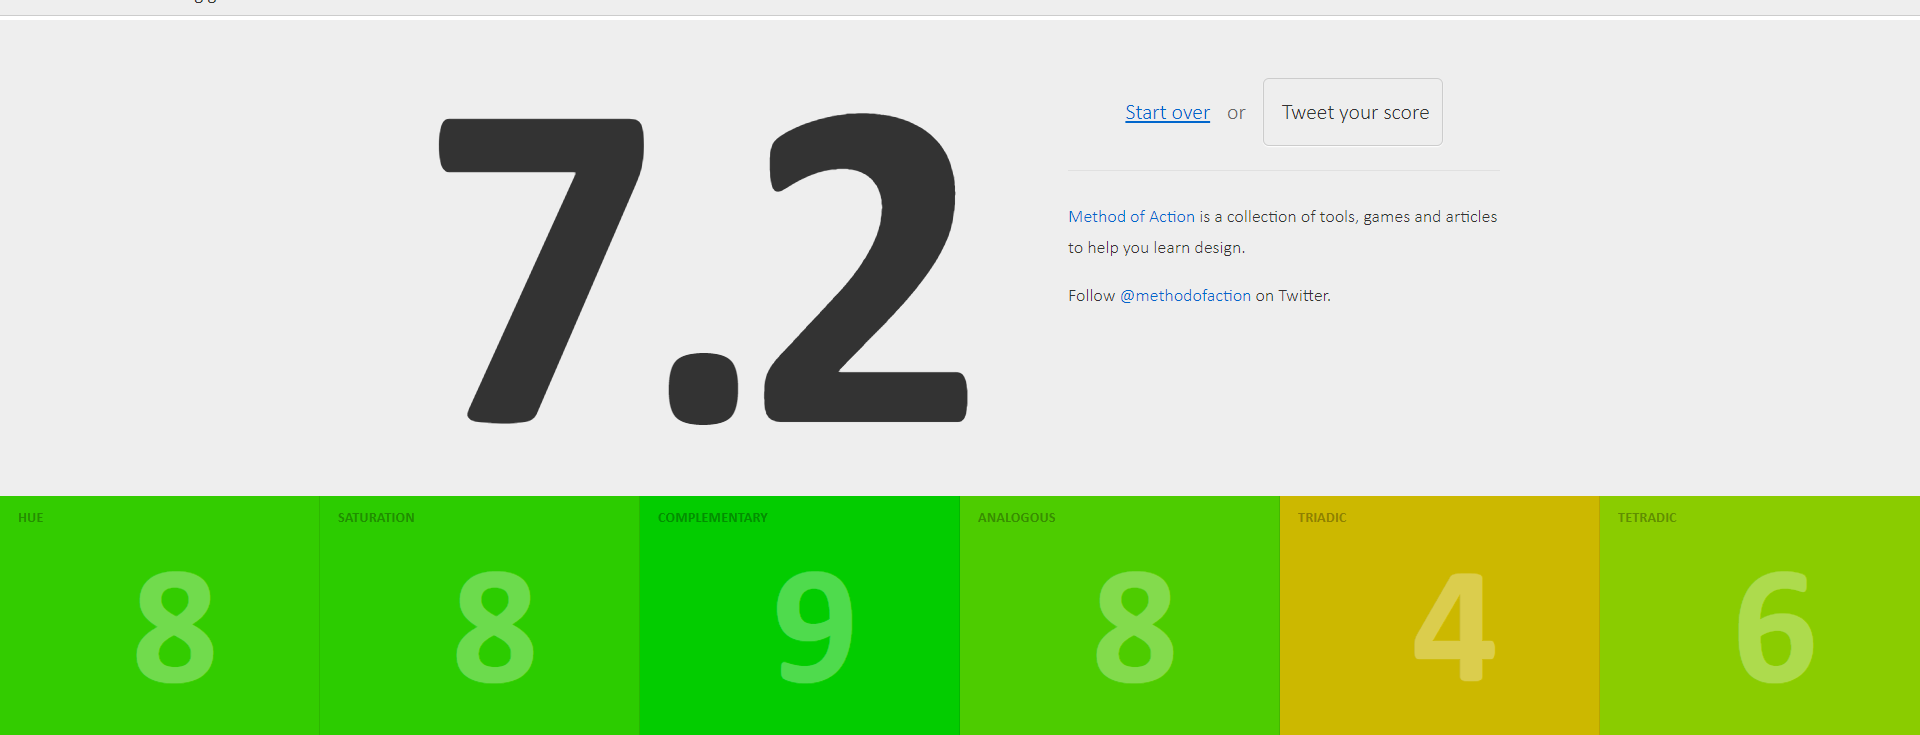 7.2
Start over or Tweet your score
Method of Action is a collection of tools, games and articles
to help you learn design.
Follow @methodofaction on Twitter.
HUE
8
SATURATION
8
COMPLEMENTARY
9
ANALOGOUS
8
TRIADIC
4
TETRADIC
6